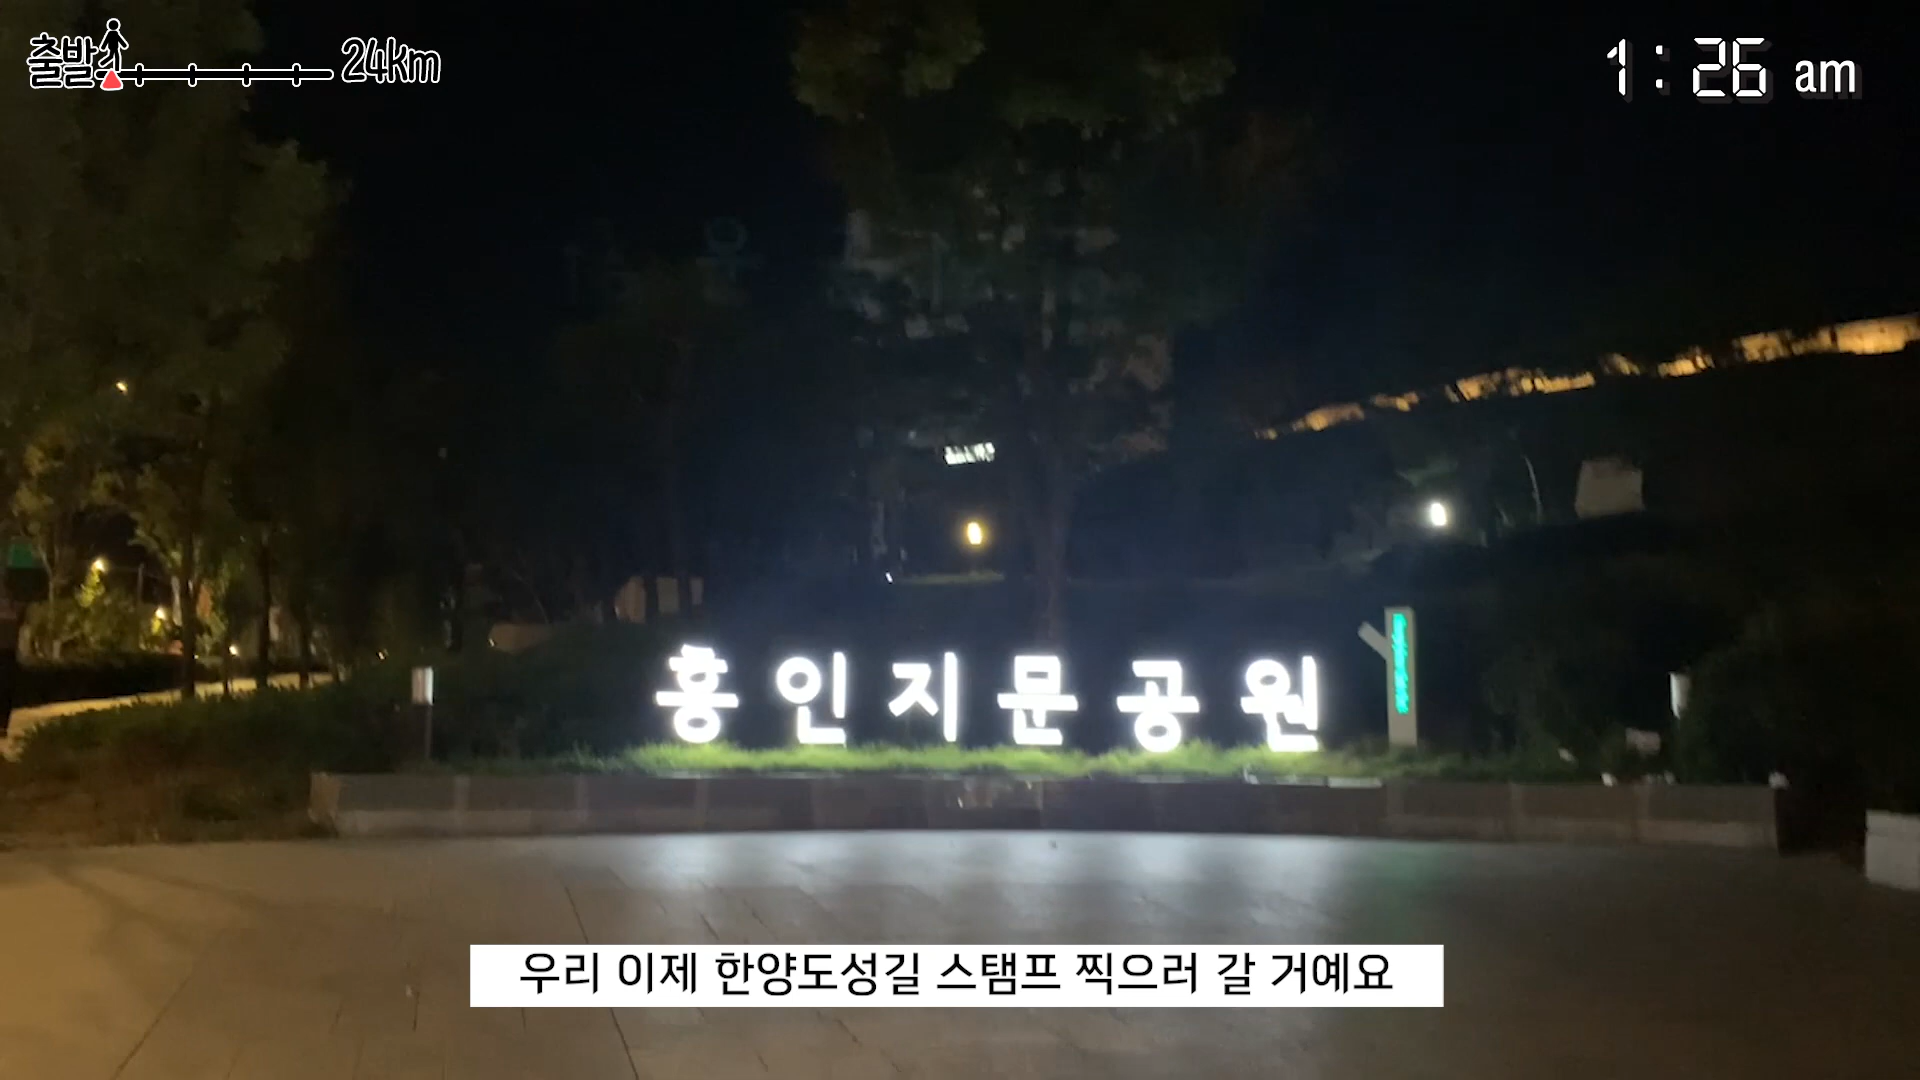 출발 24km
1:26 am
흥인지문공원
우리 이제 한양도성길 스탬프 찍으러 갈 거예요